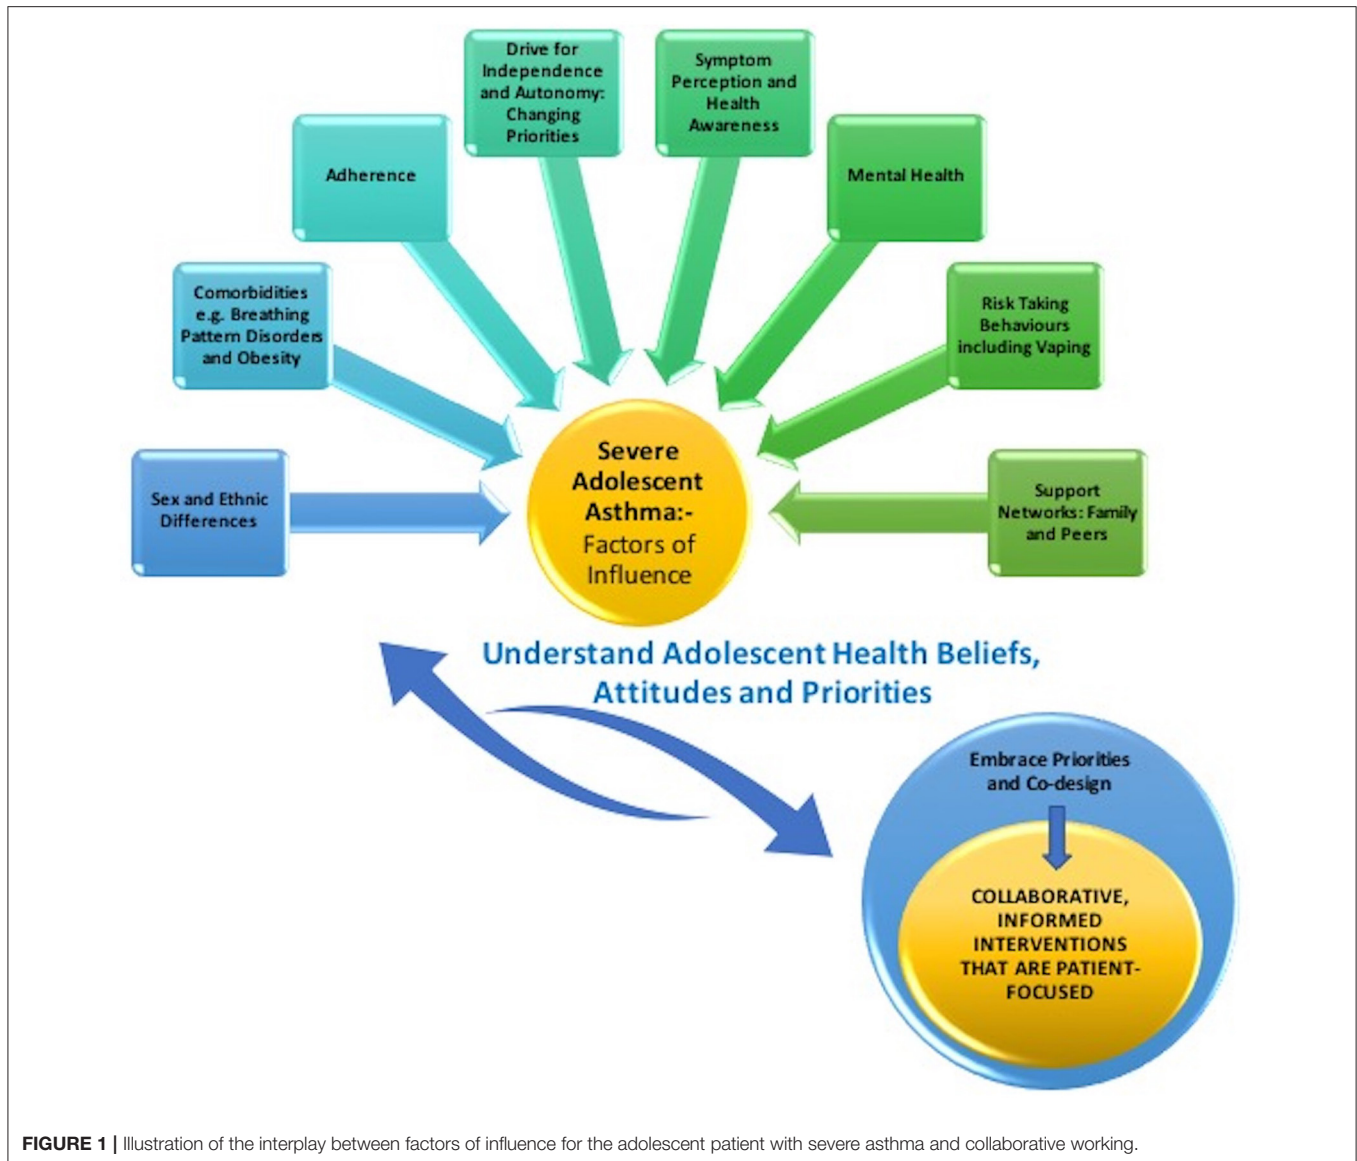 Drive for
Independence
and Autonomy:
Changing
Priorities
Symptom
Perception and
Health
Awareness
Adherence
Mental Health
Comorbidities
e.g. Breathing
Pattern Disorders
and Obesity
Risk Taking
Behaviours
including Vaping
Sex and Ethnic
Differences
Severe
Adolescent
Asthma:-
Factors of
Influence
Support
Networks: Family
and Peers
Understand Adolescent Health Beliefs,
Attitudes and Priorities
Embrace Priorities
and Co-design
COLLABORATIVE,
INFORMED
INTERVENTIONS
THAT ARE PATIENT-
FOCUSED
FIGURE 1 | Illustration of the interplay between factors of influence for the adolescent patient with severe asthma and collaborative working.